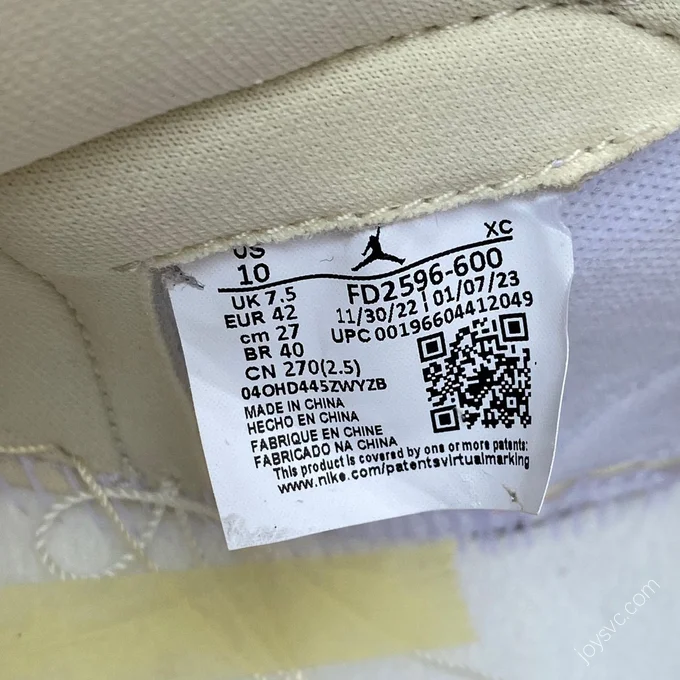 XC
US
10
UK 7.5
EUR 42
cm 27
BR 40
CN 270(2.5)
FD2596-600
11/30/22 | 01/07/23
UPC 00196604412049
04OHD445ZWYZB
MADE IN CHINA
HECHO EN CHINA
FABRIQUE EN CHINE
FABRICADO NA CHINA
This product is covered by one or more patents:
www.nike.com/patentsvirtualmarking
joysvc.com